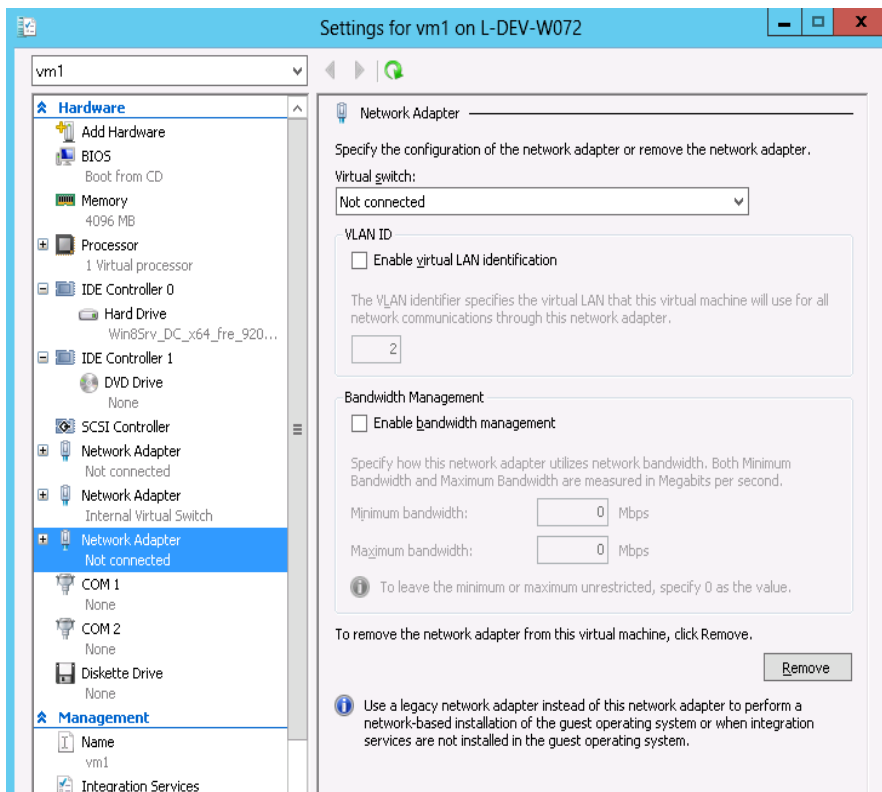 Settings for vm1 on L-DEV-W072
x
vm1
Hardware
Add Hardware
BIOS
Boot from CD
Memory
4096 MB
Processor
1 Virtual processor
IDE Controller 0
Hard Drive
Win8Srv_DC_x64_fre_920...
IDE Controller 1
DVD Drive
None
SCSI Controller
Network Adapter
Not connected
Network Adapter
Internal Virtual Switch
Network Adapter
Not connected
COM 1
None
COM 2
None
Diskette Drive
None
Management
Name
vm1
Integration Services
Network Adapter
Specify the configuration of the network adapter or remove the network adapter.
Virtual switch:
Not connected
VLAN ID
Enable virtual LAN identification
The VLAN identifier specifies the virtual LAN that this virtual machine will use for all
network communications through this network adapter.
2
Bandwidth Management
Enable bandwidth management
Specify how this network adapter utilizes network bandwidth. Both Minimum
Bandwidth and Maximum Bandwidth are measured in Megabits per second.
Minimum bandwidth: 0 Mbps
Maximum bandwidth: 0 Mbps
To leave the minimum or maximum unrestricted, specify 0 as the value.
To remove the network adapter from this virtual machine, click Remove.
Remove
Use a legacy network adapter instead of this network adapter to perform a
network-based installation of the guest operating system or when integration
services are not installed in the guest operating system.